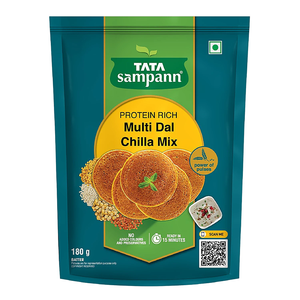 TATA
sampann
PROTEIN RICH
Multi Dal
Chilla Mix
power of
pulses
NO
ADDED COLOURS
AND PRESERVATIVES
READY IN
15 MINUTES
SCAN ME
180 g
BATTER